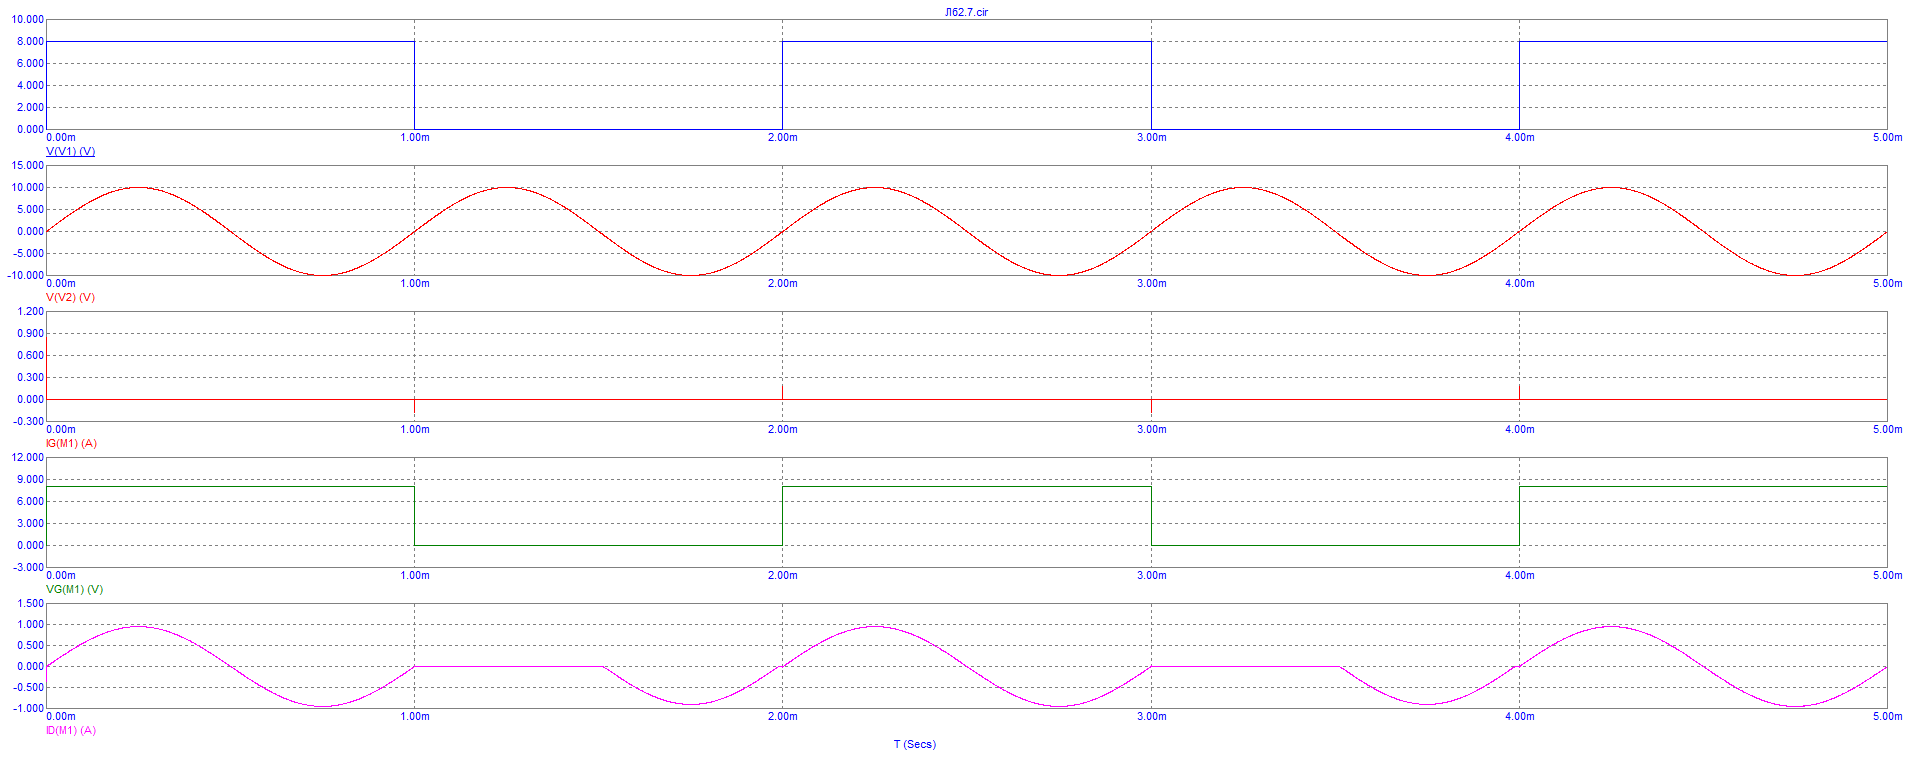 Лб2.7.cir
10.000
8.000
6.000
4.000
2.000
0.000
0.00m 1.00m 2.00m 3.00m 4.00m 5.00m
V(V1) (V)
15.000
10.000
5.000
0.000
-5.000
-10.000
0.00m 1.00m 2.00m 3.00m 4.00m 5.00m
V(V2) (V)
1.200
0.900
0.600
0.300
0.000
-0.300
0.00m 1.00m 2.00m 3.00m 4.00m 5.00m
IG(M1) (A)
12.000
9.000
6.000
3.000
0.000
-3.000
0.00m 1.00m 2.00m 3.00m 4.00m 5.00m
VG(M1) (V)
1.500
1.000
0.500
0.000
-0.500
-1.000
0.00m 1.00m 2.00m 3.00m 4.00m 5.00m
ID(M1) (A)
T (Secs)